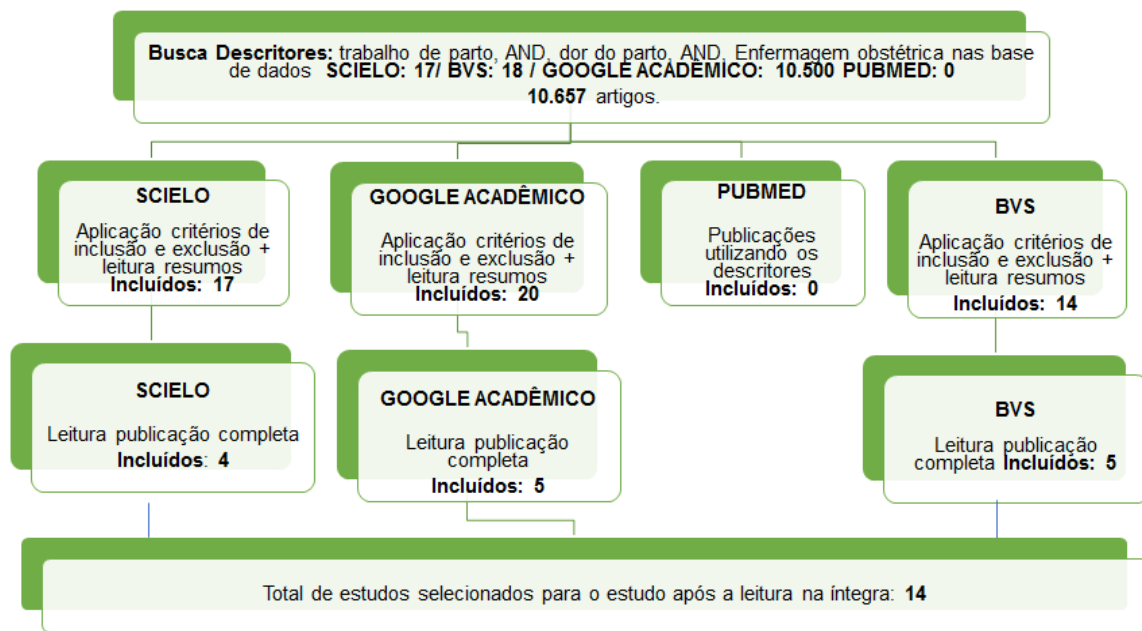 Busca Descritores: trabalho de parto, AND, dor do parto, AND, Enfermagem obstétrica nas base
de dados SCIELO: 17/ BVS: 18 / GOOGLE ACADÊMICO: 10.500 PUBMED: 0
10.657 artigos.
SCIELO
Aplicação critérios de
inclusão e exclusão +
leitura resumos
Incluídos: 17
GOOGLE ACADÊMICO
Aplicação critérios de
inclusão e exclusão +
leitura resumos
Incluídos: 20
PUBMED
Publicações
utilizando os
descritores
Incluídos: 0
BVS
Aplicação critérios de
inclusão e exclusão +
leitura resumos
Incluídos: 14
SCIELO
Leitura publicação completa
Incluídos: 4
GOOGLE ACADÊMICO
Leitura publicação
completa
Incluídos: 5
BVS
Leitura publicação
completa Incluídos: 5
Total de estudos selecionados para o estudo após a leitura na íntegra: 14